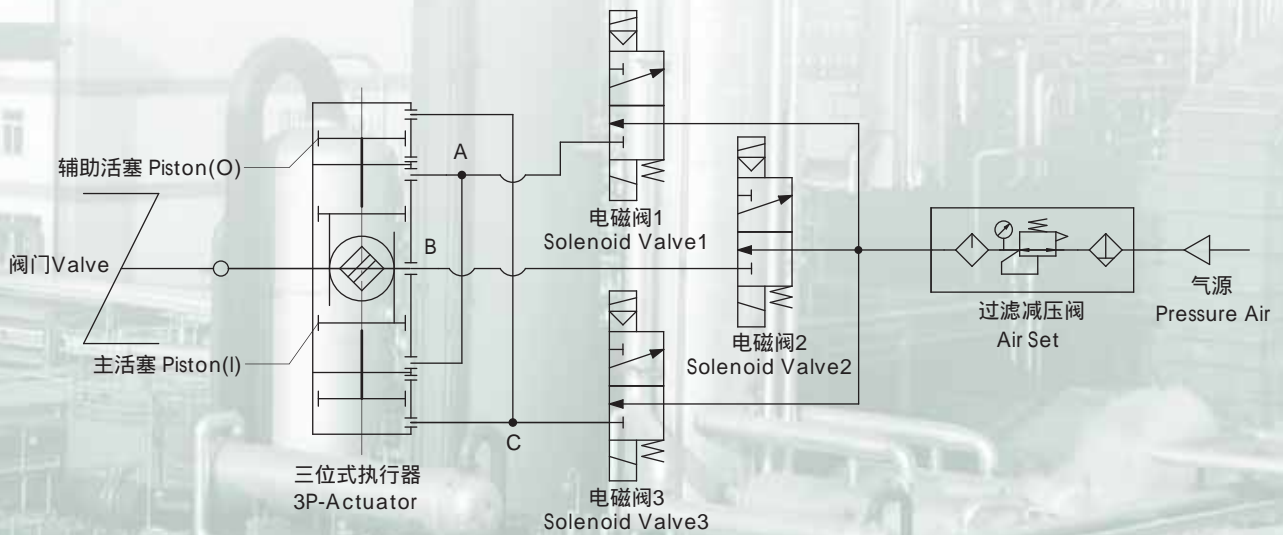 辅助活塞 Piston(O)
A
电磁阀1
Solenoid Valve1
B
阀门Valve
主活塞 Piston(I)
电磁阀2
Solenoid Valve2
过滤减压阀
Air Set
气源
Pressure Air
C
三位式执行器
3P-Actuator
电磁阀3
Solenoid Valve3